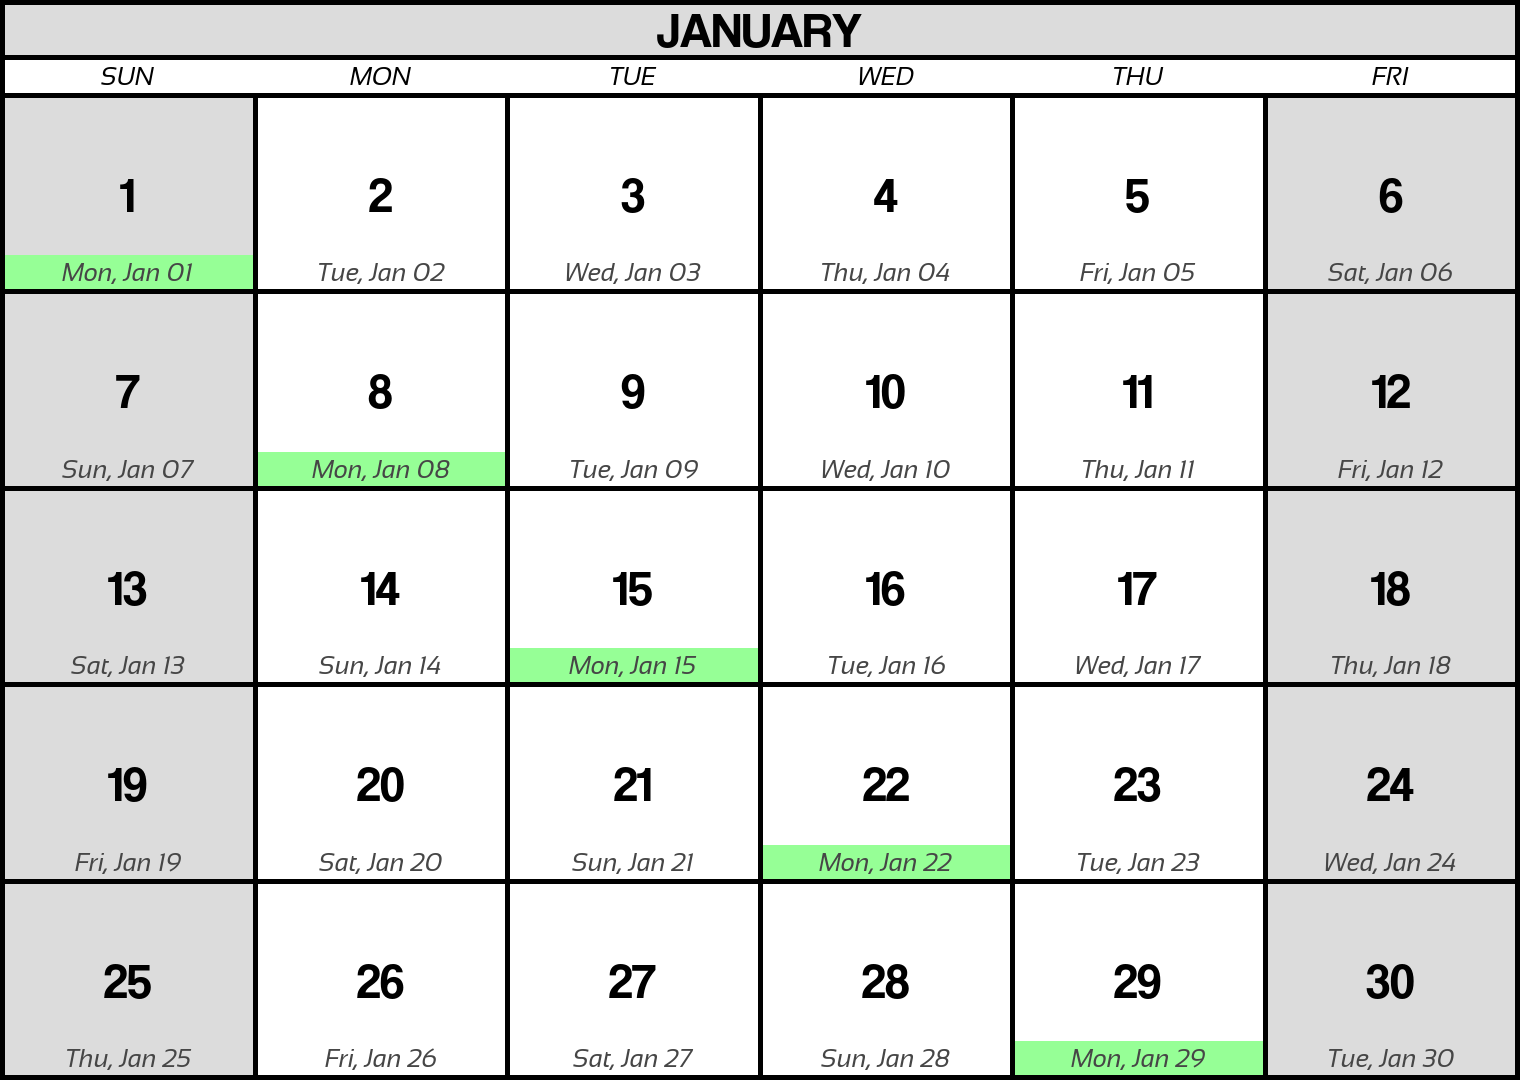 JANUARY
SUN MON TUE WED THU FRI
1 2 3 4 5 6
Mon, Jan 01 Tue, Jan 02 Wed, Jan 03 Thu, Jan 04 Fri, Jan 05 Sat, Jan 06
7 8 9 10 11 12
Sun, Jan 07 Mon, Jan 08 Tue, Jan 09 Wed, Jan 10 Thu, Jan 11 Fri, Jan 12
13 14 15 16 17 18
Sat, Jan 13 Sun, Jan 14 Mon, Jan 15 Tue, Jan 16 Wed, Jan 17 Thu, Jan 18
19 20 21 22 23 24
Fri, Jan 19 Sat, Jan 20 Sun, Jan 21 Mon, Jan 22 Tue, Jan 23 Wed, Jan 24
25 26 27 28 29 30
Thu, Jan 25 Fri, Jan 26 Sat, Jan 27 Sun, Jan 28 Mon, Jan 29 Tue, Jan 30